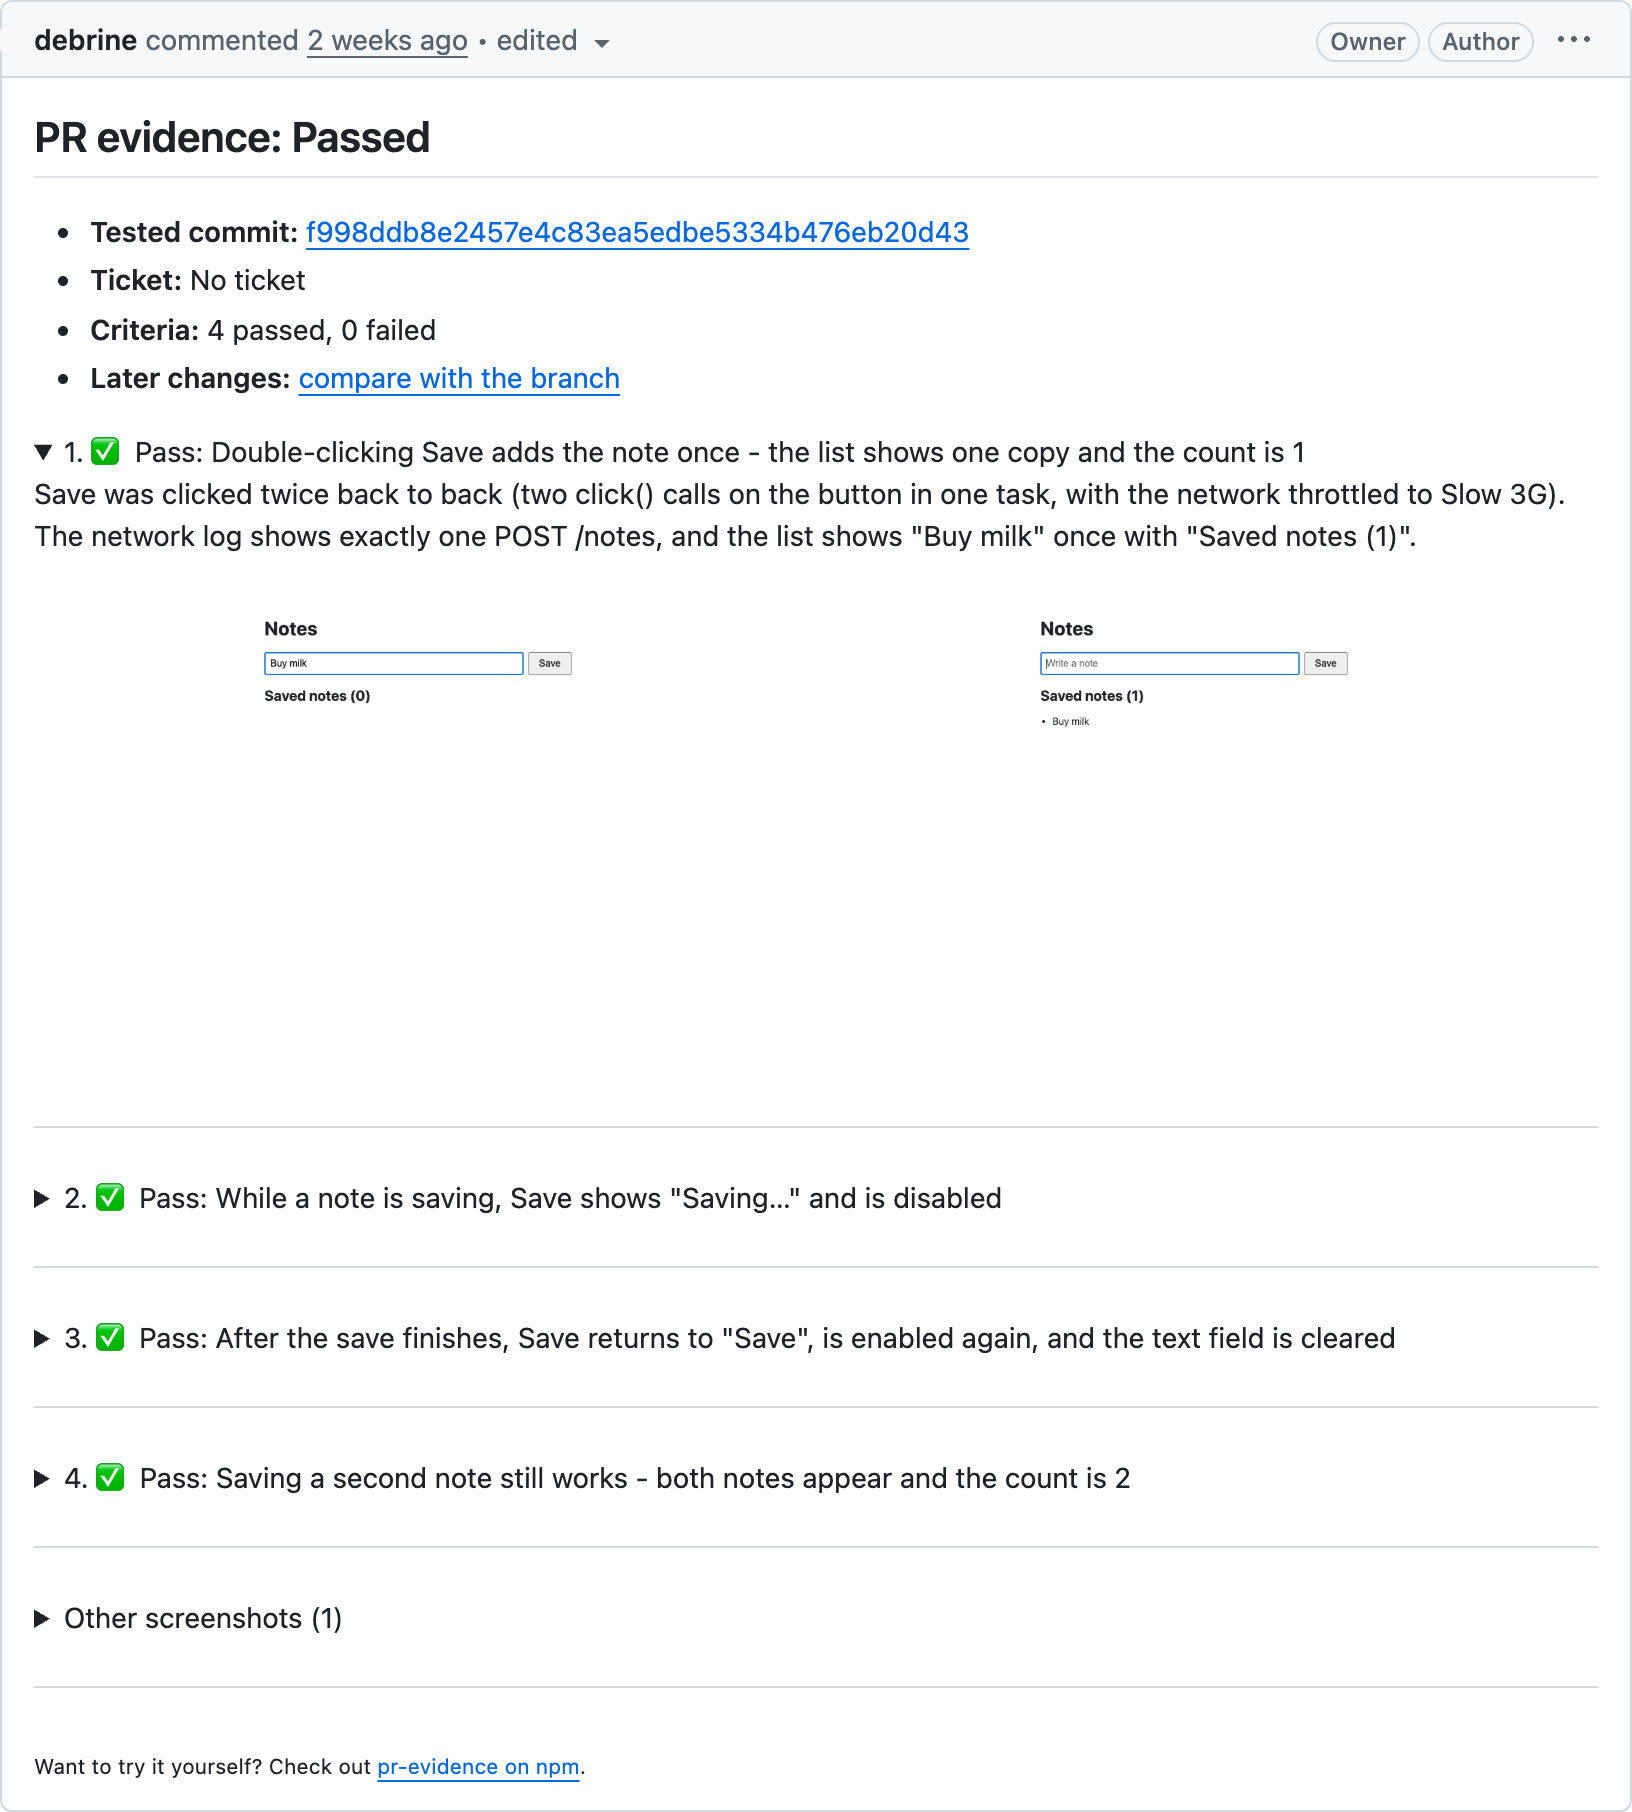 debrine commented 2 weeks ago • edited
Owner
Author
PR evidence: Passed
• Tested commit: f998ddb8e2457e4c83ea5edbe5334b476eb20d43
• Ticket: No ticket
• Criteria: 4 passed, 0 failed
• Later changes: compare with the branch
▼ 1. ✅ Pass: Double-clicking Save adds the note once - the list shows one copy and the count is 1
Save was clicked twice back to back (two click() calls on the button in one task, with the network throttled to Slow 3G).
The network log shows exactly one POST /notes, and the list shows "Buy milk" once with "Saved notes (1)".
Notes
Buy milk
Save
Saved notes (0)
Notes
Write a note
Save
Saved notes (1)
• Buy milk
▶ 2. ✅ Pass: While a note is saving, Save shows "Saving..." and is disabled
▶ 3. ✅ Pass: After the save finishes, Save returns to "Save", is enabled again, and the text field is cleared
▶ 4. ✅ Pass: Saving a second note still works - both notes appear and the count is 2
▶ Other screenshots (1)
Want to try it yourself? Check out pr-evidence on npm.